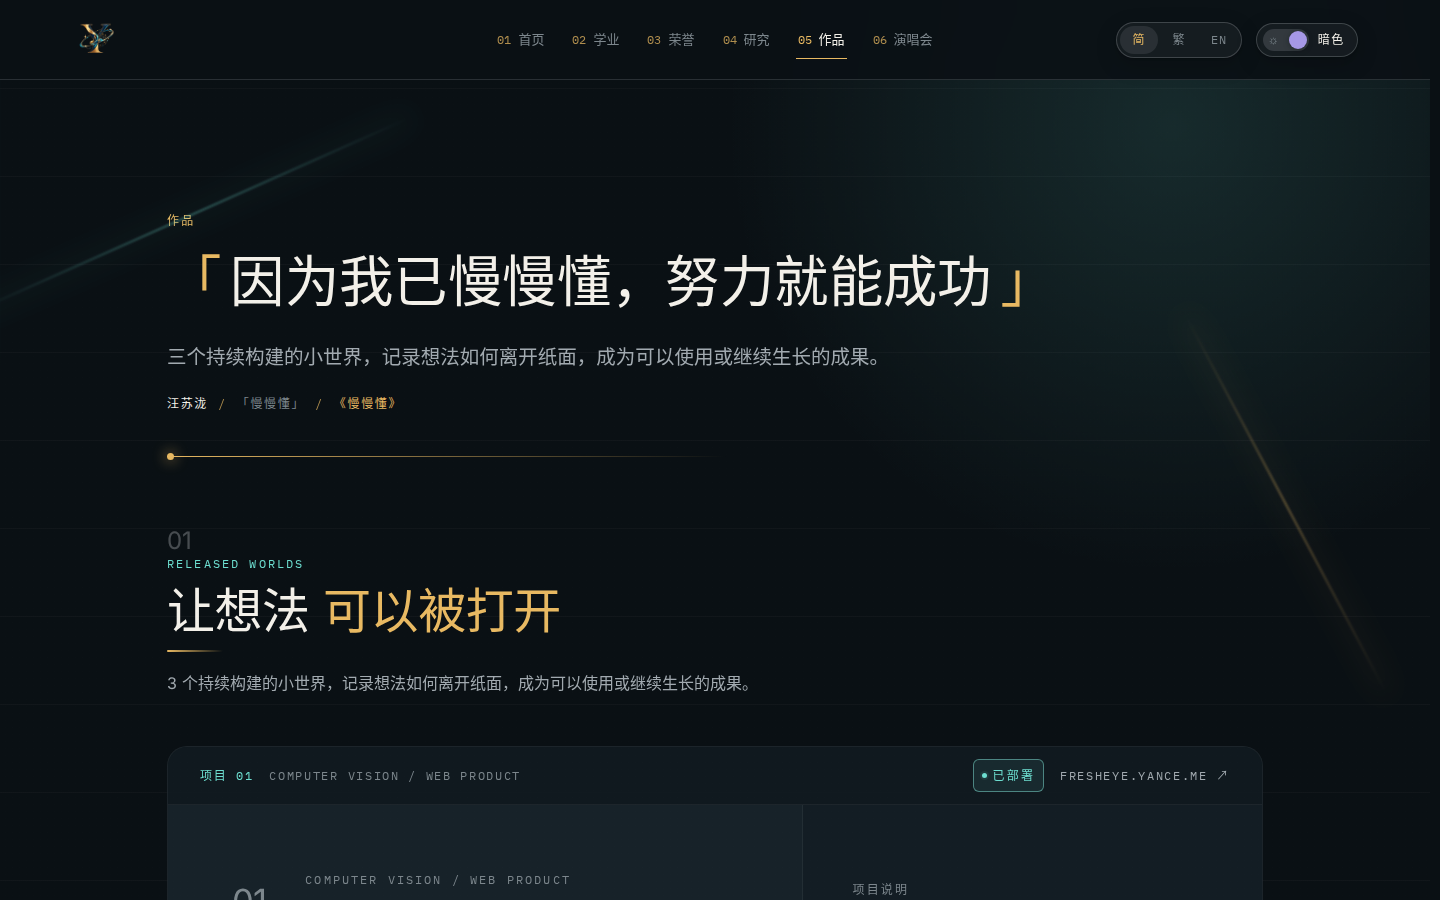 01 首页 02 学业 03 荣誉 04 研究 05 作品 06 演唱会
简 繁 EN 暗色
作品
「因为我已慢慢懂，努力就能成功」
三个持续构建的小世界，记录想法如何离开纸面，成为可以使用或继续生长的成果。
汪苏泷 / 「慢慢懂」 / 《慢慢懂》
01
RELEASED WORLDS
让想法 可以被打开
3 个持续构建的小世界，记录想法如何离开纸面，成为可以使用或继续生长的成果。
项目 01 COMPUTER VISION / WEB PRODUCT 已部署 FRESHEYE.YANCE.ME ↗
01 COMPUTER VISION / WEB PRODUCT
项目说明